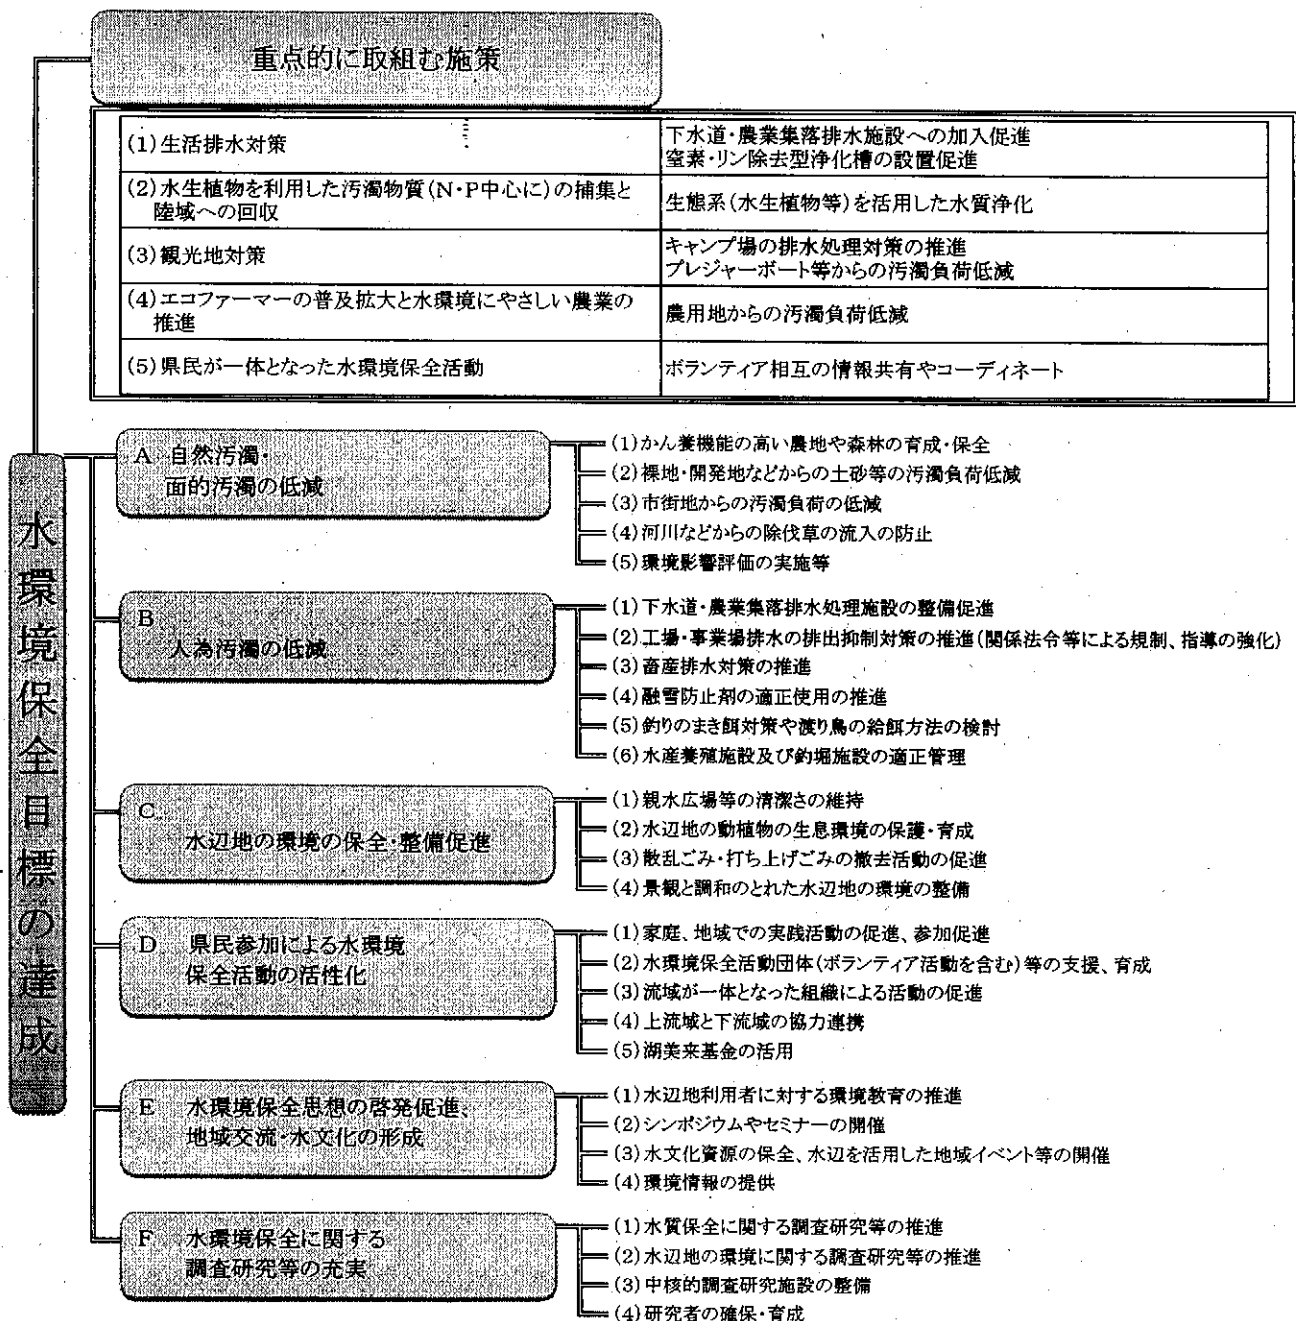 重点的に取組む施策
(1)生活排水対策
下水道・農業集落排水施設への加入促進
窒素・リン除去型浄化槽の設置促進
(2)水生植物を利用した汚濁物質(N・P中心に)の捕集と
陸域への回収
生態系(水生植物等)を活用した水質浄化
(3)観光地対策
キャンプ場の排水処理対策の推進
プレジャーボート等からの汚濁負荷低減
(4)エコファーマーの普及拡大と水環境にやさしい農業の
推進
農用地からの汚濁負荷低減
(5)県民が一体となった水環境保全活動
ボランティア相互の情報共有やコーディネート
水環境保全目標の達成
A 自然汚濁・
面的汚濁の低減
(1)かん養機能の高い農地や森林の育成・保全
(2)裸地・開発地などからの土砂等の汚濁負荷低減
(3)市街地からの汚濁負荷の低減
(4)河川などからの除伐草の流入の防止
(5)環境影響評価の実施等
B
人為汚濁の低減
(1)下水道・農業集落排水処理施設の整備促進
(2)工場・事業場排水の排出抑制対策の推進(関係法令等による規制、指導の強化)
(3)畜産排水対策の推進
(4)融雪防止剤の適正使用の推進
(5)釣りのまき餌対策や渡り鳥の給餌方法の検討
(6)水産養殖施設及び釣堀施設の適正管理
C
水辺地の環境の保全・整備促進
(1)親水広場等の清潔さの維持
(2)水辺地の動植物の生息環境の保護・育成
(3)散乱ごみ・打ち上げごみの撤去活動の促進
(4)景観と調和のとれた水辺地の環境の整備
D 県民参加による水環境
保全活動の活性化
(1)家庭、地域での実践活動の促進、参加促進
(2)水環境保全活動団体(ボランティア活動を含む)等の支援、育成
(3)流域が一体となった組織による活動の促進
(4)上流域と下流域の協力連携
(5)湖美来基金の活用
E 水環境保全思想の啓発促進、
地域交流・水文化の形成
(1)水辺地利用者に対する環境教育の推進
(2)シンポジウムやセミナーの開催
(3)水文化資源の保全、水辺を活用した地域イベント等の開催
(4)環境情報の提供
F 水環境保全に関する
調査研究等の充実
(1)水質保全に関する調査研究等の推進
(2)水辺地の環境に関する調査研究等の推進
(3)中核的調査研究施設の整備
(4)研究者の確保・育成